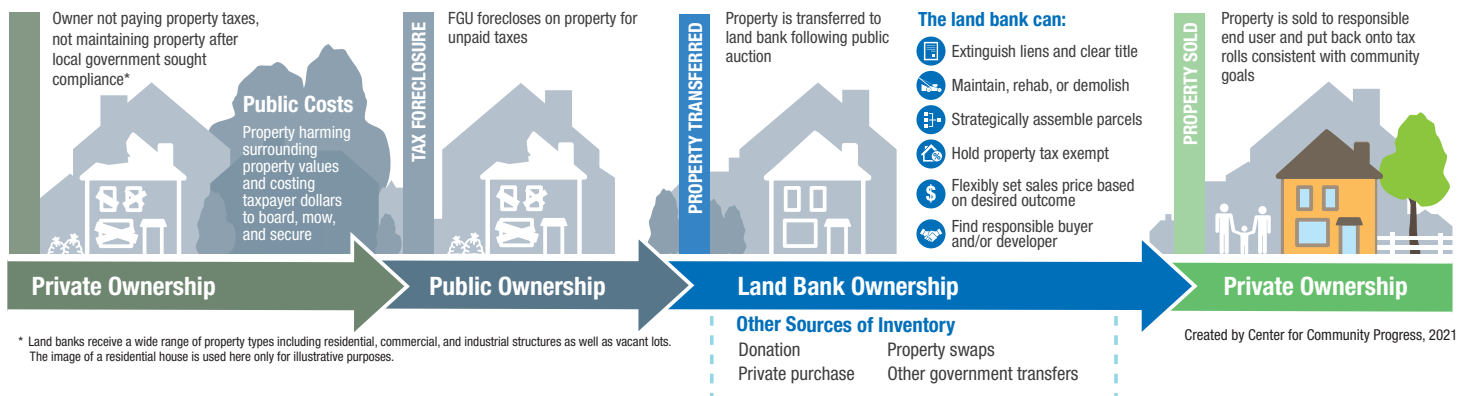 Owner not paying property taxes,
not maintaining property after
local government sought
compliance*
Public Costs
Property harming
surrounding
property values
and costing
taxpayer dollars
to board, mow,
and secure
TAX FORECLOSURE
FGU forecloses on property for
unpaid taxes
PROPERTY TRANSFERRED
Property is transferred to
land bank following public
auction
The land bank can:
Extinguish liens and clear title
Maintain, rehab, or demolish
Strategically assemble parcels
Hold property tax exempt
$
Flexibly set sales price based
on desired outcome
Find responsible buyer
and/or developer
PROPERTY SOLD
Property is sold to responsible
end user and put back onto tax
rolls consistent with community
goals
Private Ownership
Public Ownership
Land Bank Ownership
Private Ownership
* Land banks receive a wide range of property types including residential, commercial, and industrial structures as well as vacant lots.
The image of a residential house is used here only for illustrative purposes.
Other Sources of Inventory
Donation
Private purchase
Property swaps
Other government transfers
Created by Center for Community Progress, 2021